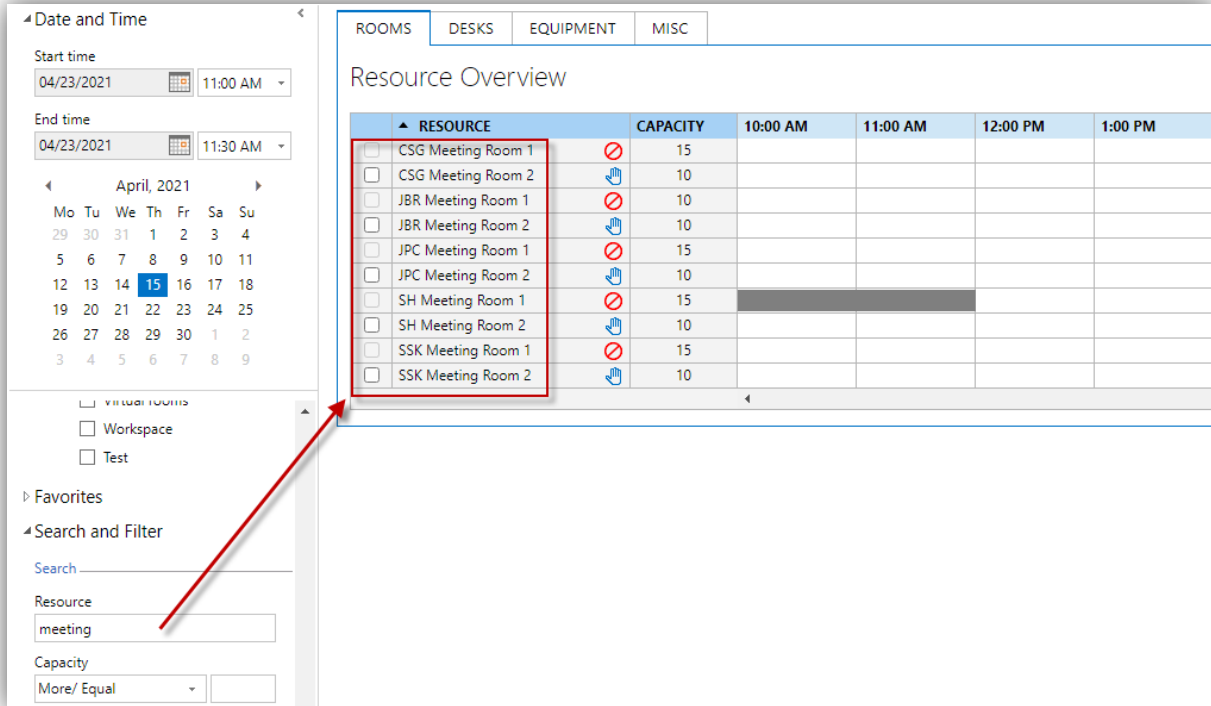 Date and Time
Start time
04/23/2021 11:00 AM
End time
04/23/2021 11:30 AM
April, 2021
Mo Tu We Th Fr Sa Su
29 30 31 1 2 3 4
5 6 7 8 9 10 11
12 13 14 15 16 17 18
19 20 21 22 23 24 25
26 27 28 29 30 1 2
3 4 5 6 7 8 9
Virtual rooms
Workspace
Test
Favorites
Search and Filter
Search
Resource
meeting
Capacity
More/ Equal
ROOMS DESKS EQUIPMENT MISC
Resource Overview
RESOURCE CAPACITY 10:00 AM 11:00 AM 12:00 PM 1:00 PM
CSG Meeting Room 1 15
CSG Meeting Room 2 10
JBR Meeting Room 1 10
JBR Meeting Room 2 10
JPC Meeting Room 1 15
JPC Meeting Room 2 10
SH Meeting Room 1 15
SH Meeting Room 2 10
SSK Meeting Room 1 15
SSK Meeting Room 2 10